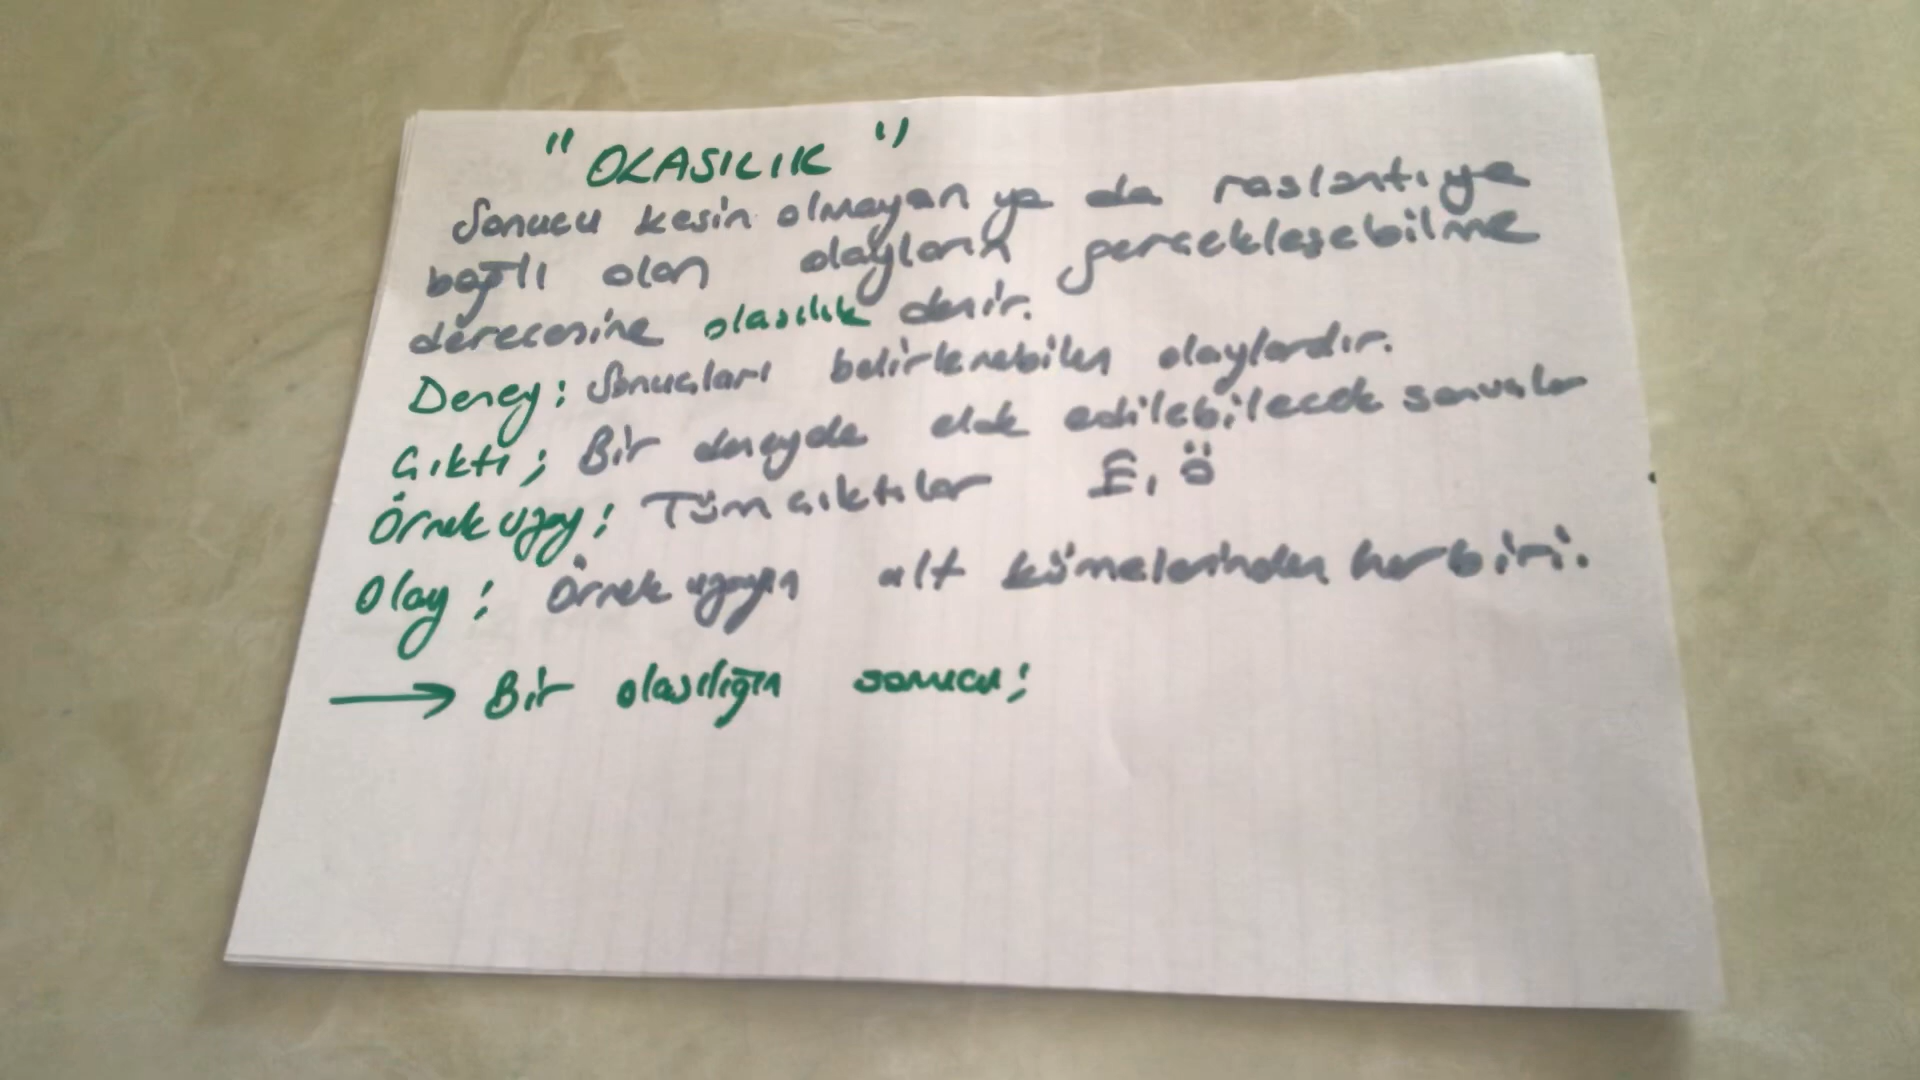 " OLASILIK "
Sonucu kesin olmayan ya da raslantıya
bağlı olan olayların gerçekleşebilme
derecesine olasılık denir.
Deney: Sonuçları belirlenebilen olaylardır.
Çıktı; Bir deneyde elde edilebilecek sonuçlar
Örnek uzay: Tüm çıktılar E, Ö
Olay: Örnek uzayın alt kümelerinden her biri.
→ Bir olasılığın sonucu;